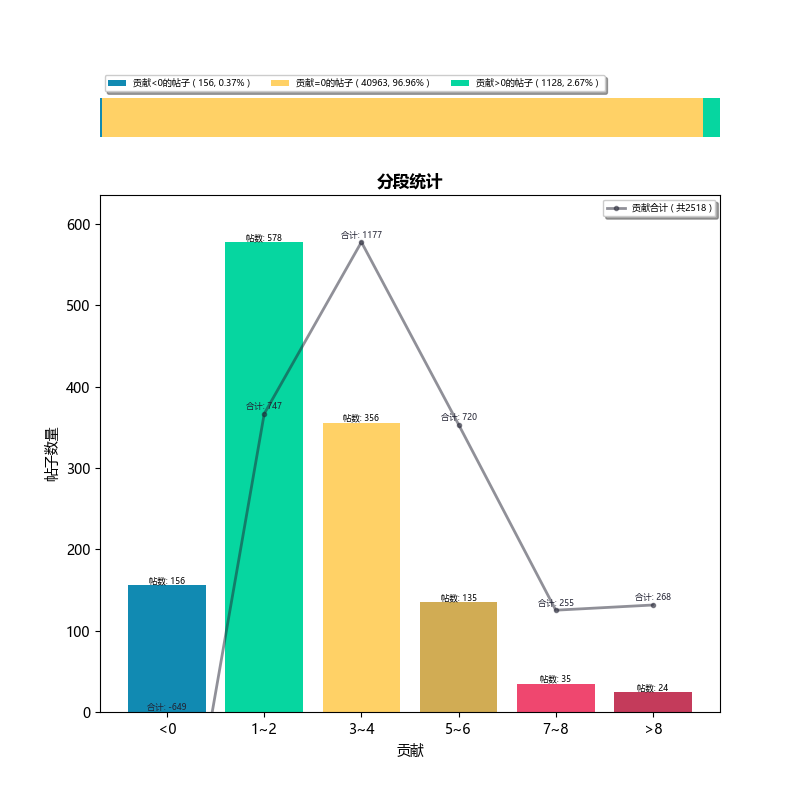 贡献<0的帖子 ( 156, 0.37% ) 贡献=0的帖子 ( 40963, 96.96% ) 贡献>0的帖子 ( 1128, 2.67% )
分段统计
贡献合计 ( 共2518 )
600
500
400
300
200
100
0
帖子数量
帖数: 156
帖数: 578
帖数: 356
帖数: 135
帖数: 35
帖数: 24
合计: -649
合计: 747
合计: 1177
合计: 720
合计: 255
合计: 268
<0 1~2 3~4 5~6 7~8 >8
贡献